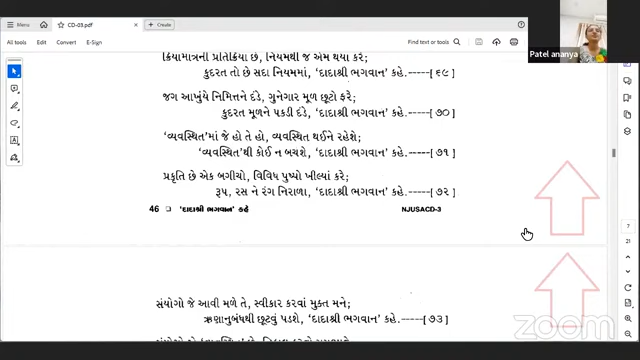 CD-03.pdf
+ Create
All tools Edit Convert E-Sign
Find text or tools
Patel ananya
ક્રિયામાત્રની પ્રતિક્રિયા છે, નિયમથી જ એમ થયા કરે;
કુદરત તો છે સદા નિયમમાં, ‘દાદાશ્રી ભગવાન’ કહે.-----[ ૬૯ ]
જગ આખુંયે નિમિત્તને દંડે, ગુનેગાર મૂળ છૂટો ફરે;
કુદરત મૂળને પકડી દંડે, ‘દાદાશ્રી ભગવાન’ કહે.-----[ ૭૦ ]
‘વ્યવસ્થિત’માં જે હો તે હો, વ્યવસ્થિત થઈને રહેશે;
‘વ્યવસ્થિત’થી કોઈ ન બચશે, ‘દાદાશ્રી ભગવાન’ કહે.-----[ ૭૧ ]
પ્રકૃતિ છે એક બગીચો, વિવિધ પુષ્પો ખીલ્યાં કરે;
રૂપ, રસ ને રંગ નિરાળા, ‘દાદાશ્રી ભગવાન’ કહે.-----[ ૭૨ ]
46 ❑ ‘દાદાશ્રી ભગવાન’ કહે NJUSACD-3
7
21
સંયોગો જે આવી મળે તે, સ્વીકાર કરવાં મુક્ત મને;
ઋણાનુબંધથી છૂટવું પડશે, ‘દાદાશ્રી ભગવાન’ કહે.-----[ ૭૩ ]
zoom